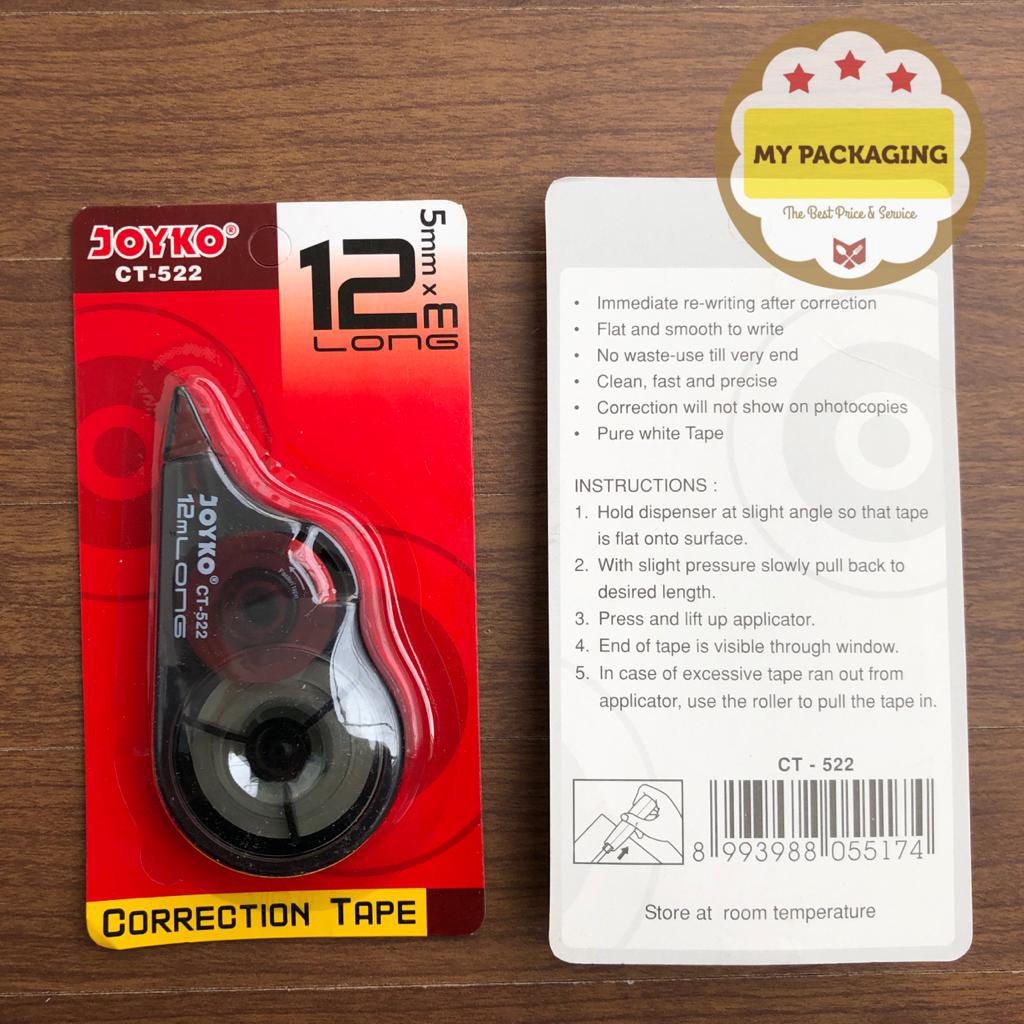 JOYKO®
CT-522
5mm x
12m
LONG
JOYKO® CT-522
12m LONG
CORRECTION TAPE
MY PACKAGING
The Best Price & Service
• Immediate re-writing after correction
• Flat and smooth to write
• No waste-use till very end
• Clean, fast and precise
• Correction will not show on photocopies
• Pure white Tape
INSTRUCTIONS :
1. Hold dispenser at slight angle so that tape
is flat onto surface.
2. With slight pressure slowly pull back to
desired length.
3. Press and lift up applicator.
4. End of tape is visible through window.
5. In case of excessive tape ran out from
applicator, use the roller to pull the tape in.
CT - 522
8 993988 055174
Store at room temperature